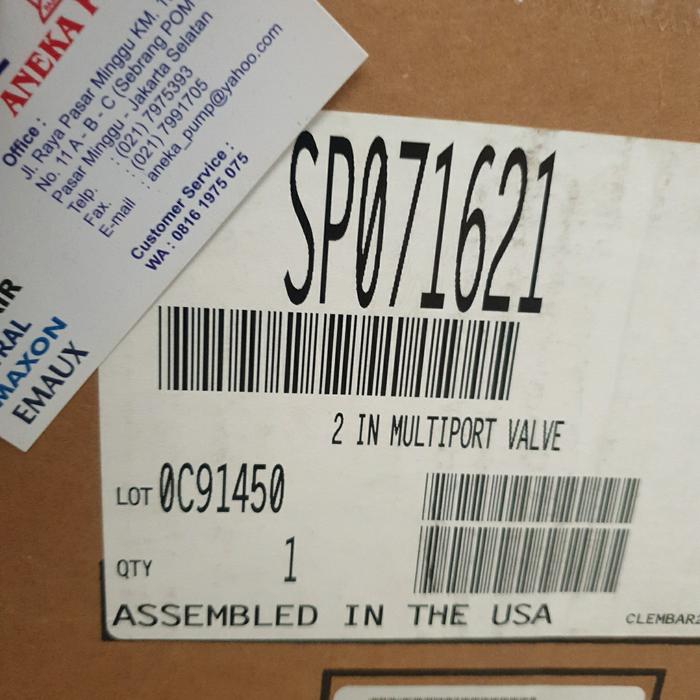 ANEKA
Office :
Jl. Raya Pasar Minggu KM.
No. 11 A - B - C (Sebrang POM
Pasar Minggu - Jakarta Selatan
Telp. : (021) 7975393
Fax. : (021) 7991705
E-mail : aneka_pump@yahoo.com
Customer Service :
WA : 0816 1975 075
EMAUX
SP071621
2 IN MULTIPORT VALVE
LOT 0C91450
QTY 1
ASSEMBLED IN THE USA